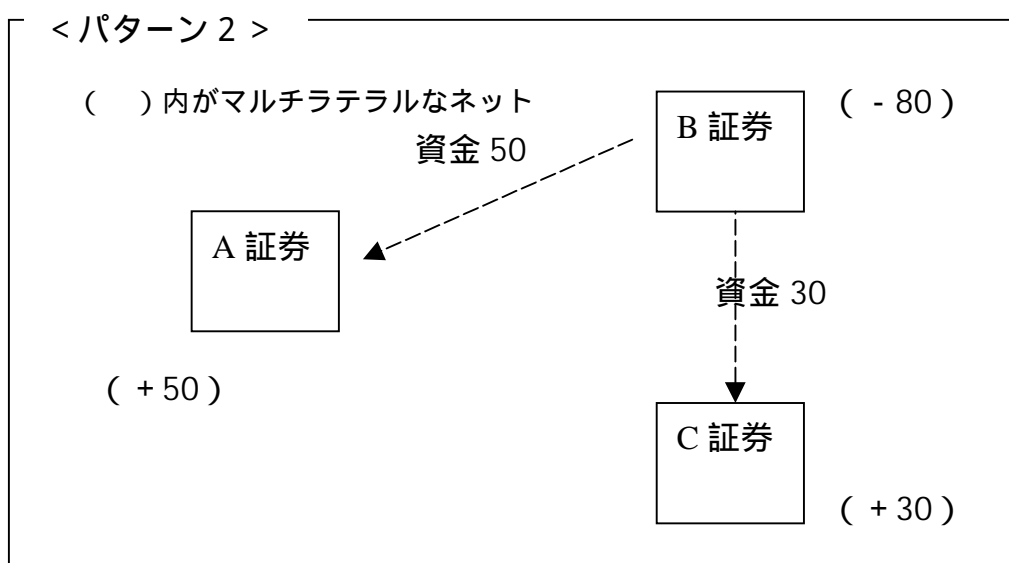 <パターン2>
(　)内がマルチラテラルなネット
B 証券
(-80)
資金 50
A 証券
資金 30
(+50)
C 証券
(+30)